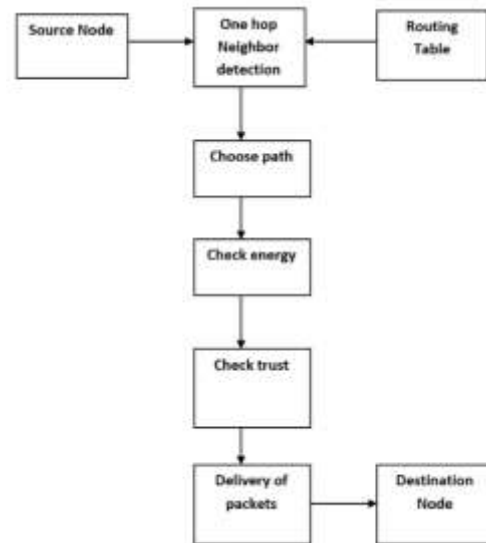 Source Node
One hop
Neighbor
detection
Routing
Table
Choose path
Check energy
Check trust
Delivery of
packets
Destination
Node